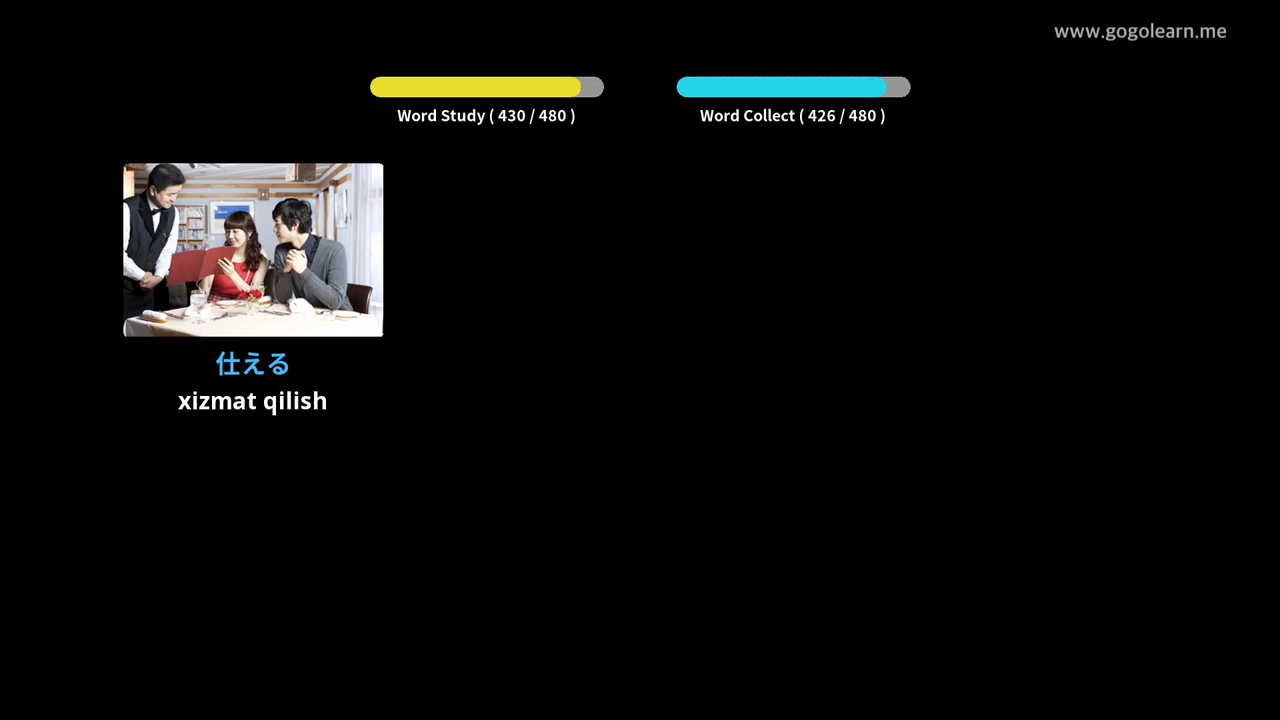 www.gogolearn.me
Word Study ( 430 / 480 )
Word Collect ( 426 / 480 )
仕える
xizmat qilish